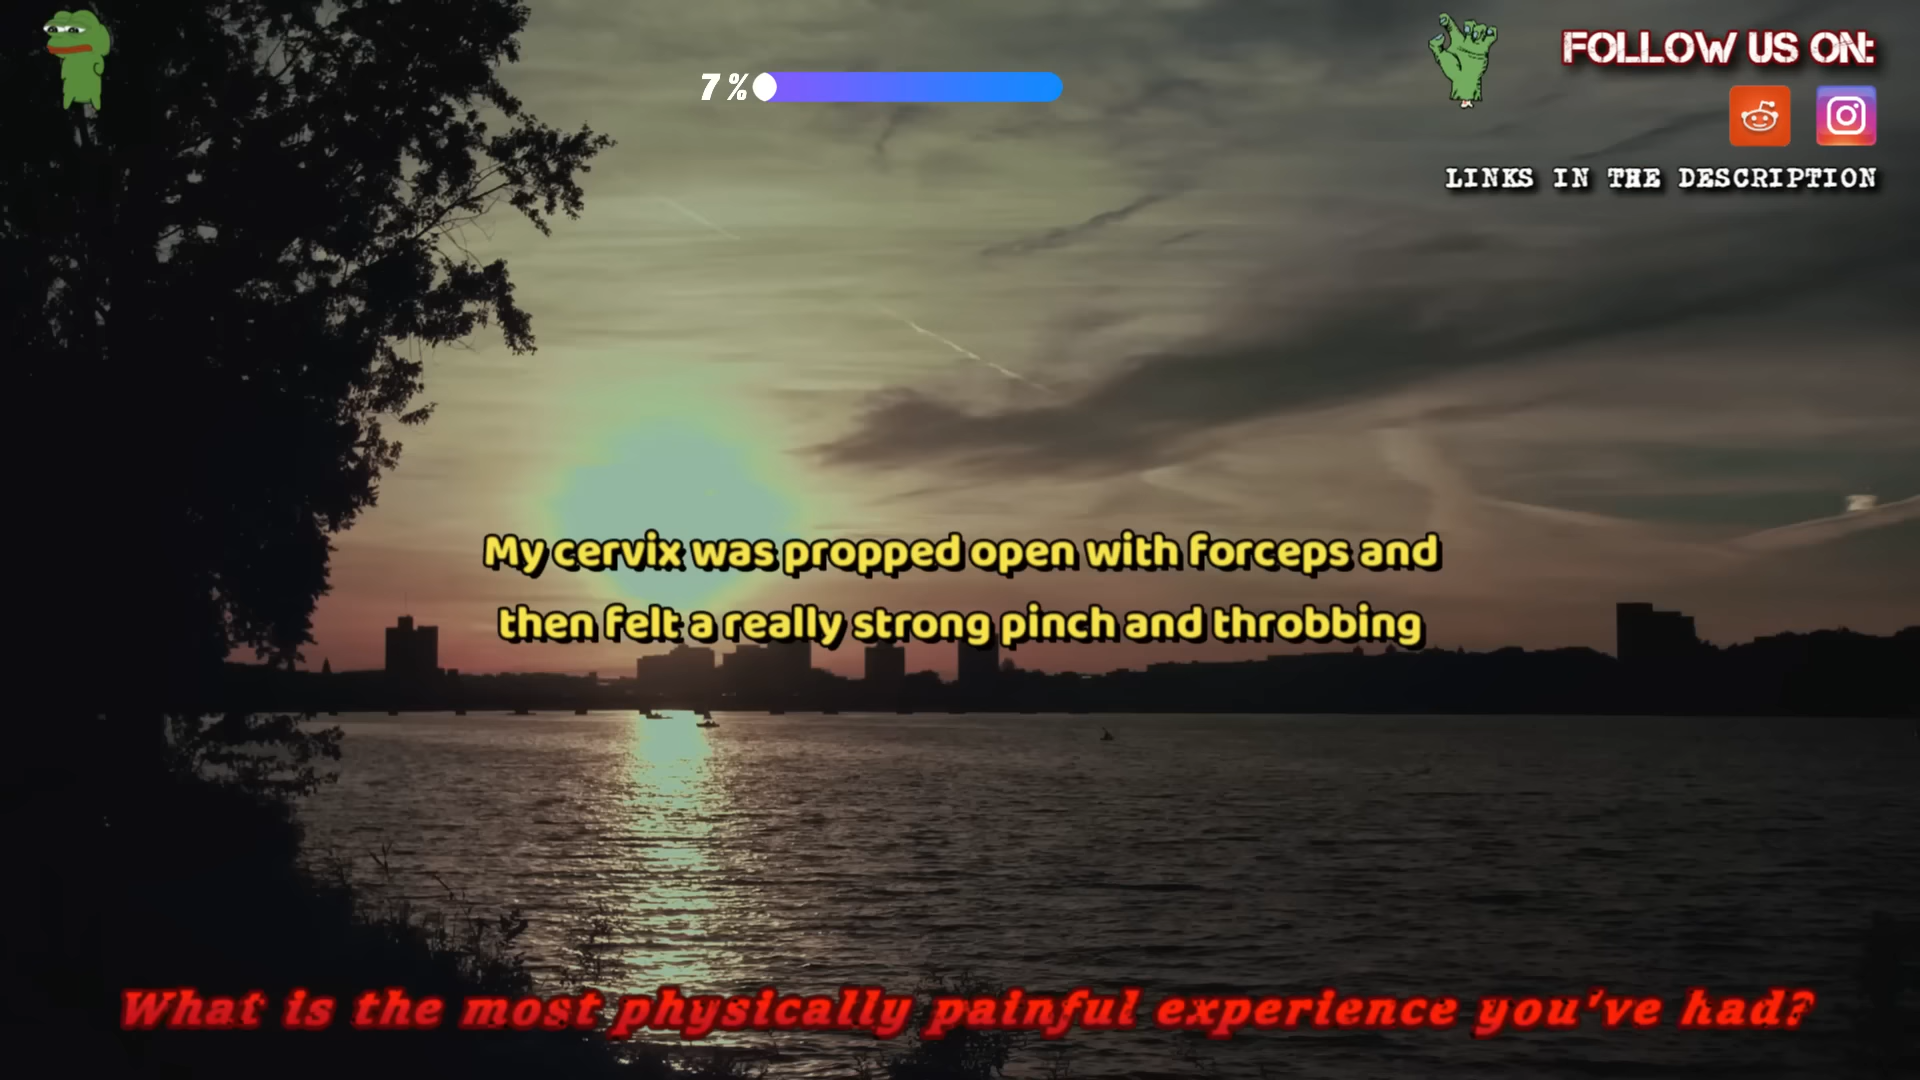 7%
FOLLOW US ON:
LINKS IN THE DESCRIPTION
My cervix was propped open with forceps and
then felt a really strong pinch and throbbing
What is the most physically painful experience you've had?